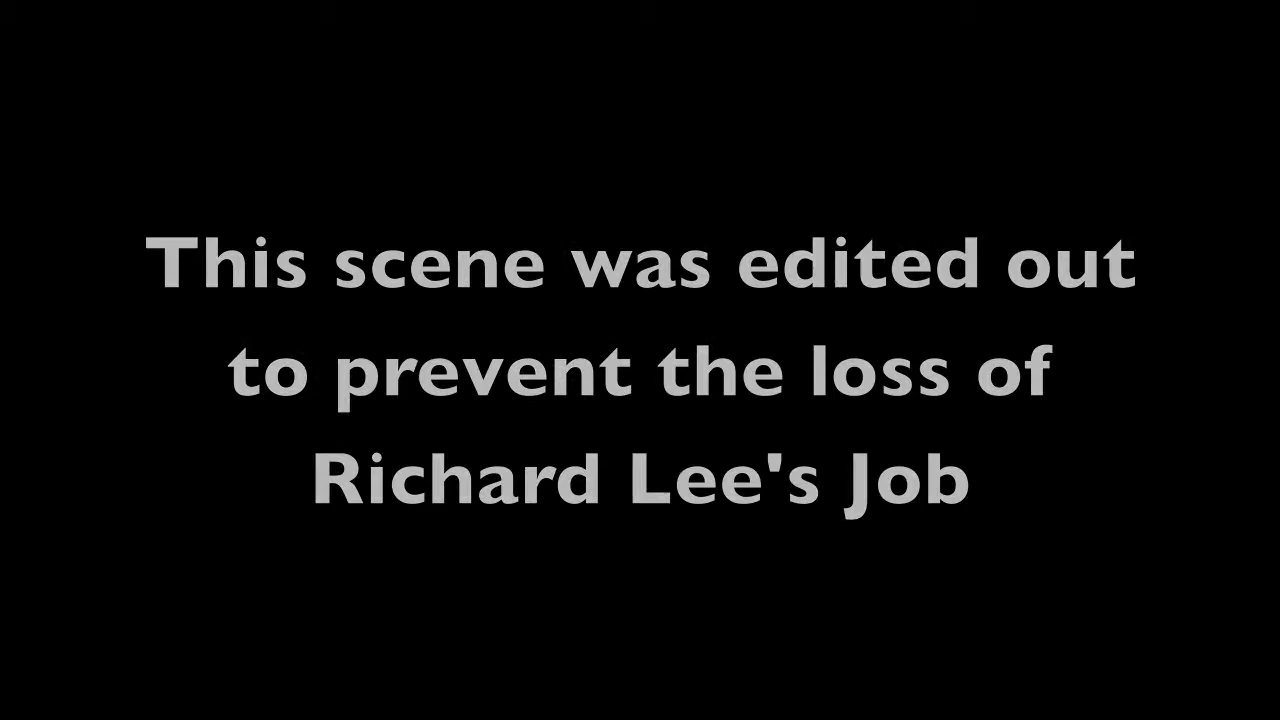 This scene was edited out
to prevent the loss of
Richard Lee's Job